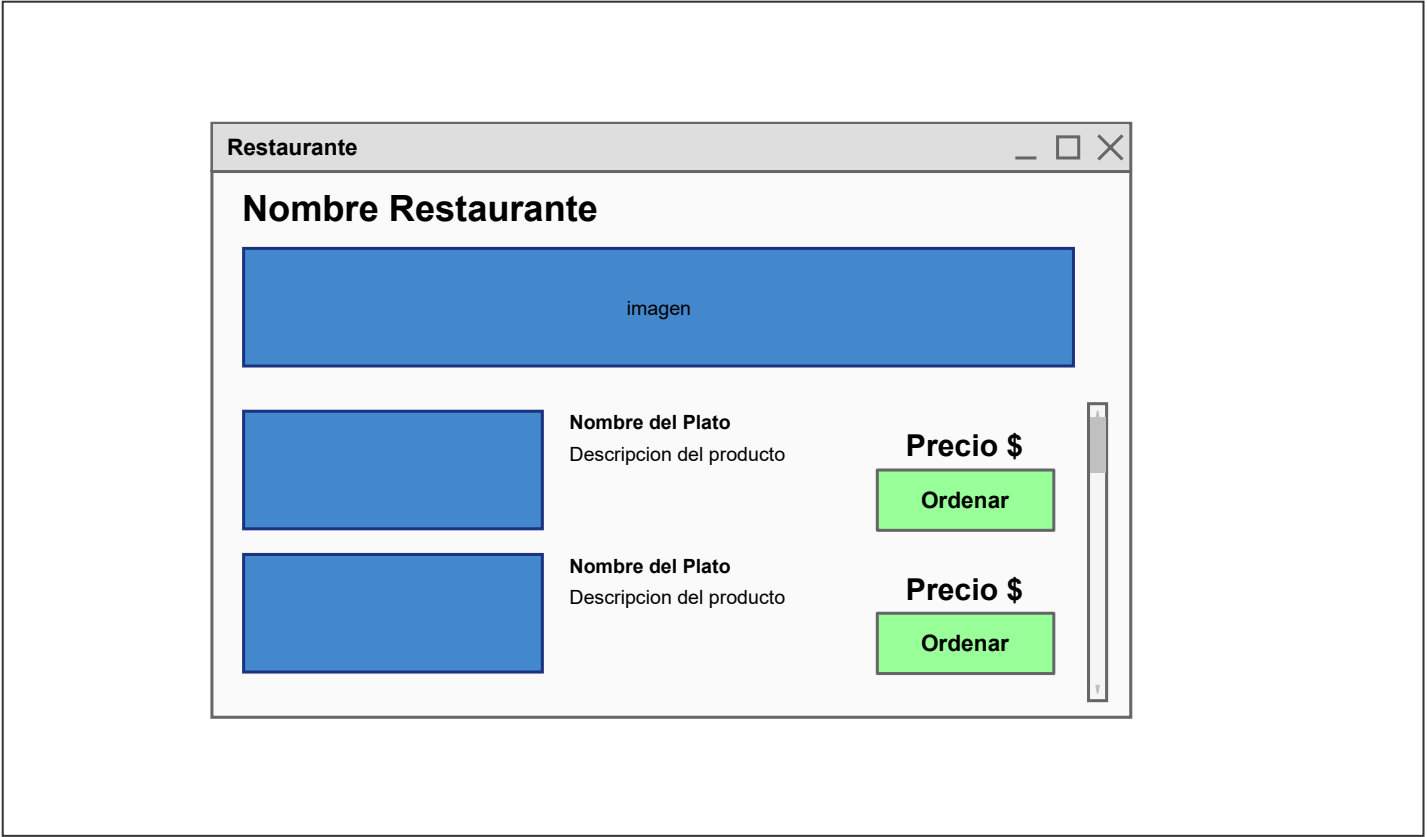 Restaurante
Nombre Restaurante
imagen
Nombre del Plato
Descripcion del producto
Precio $
Ordenar
Nombre del Plato
Descripcion del producto
Precio $
Ordenar